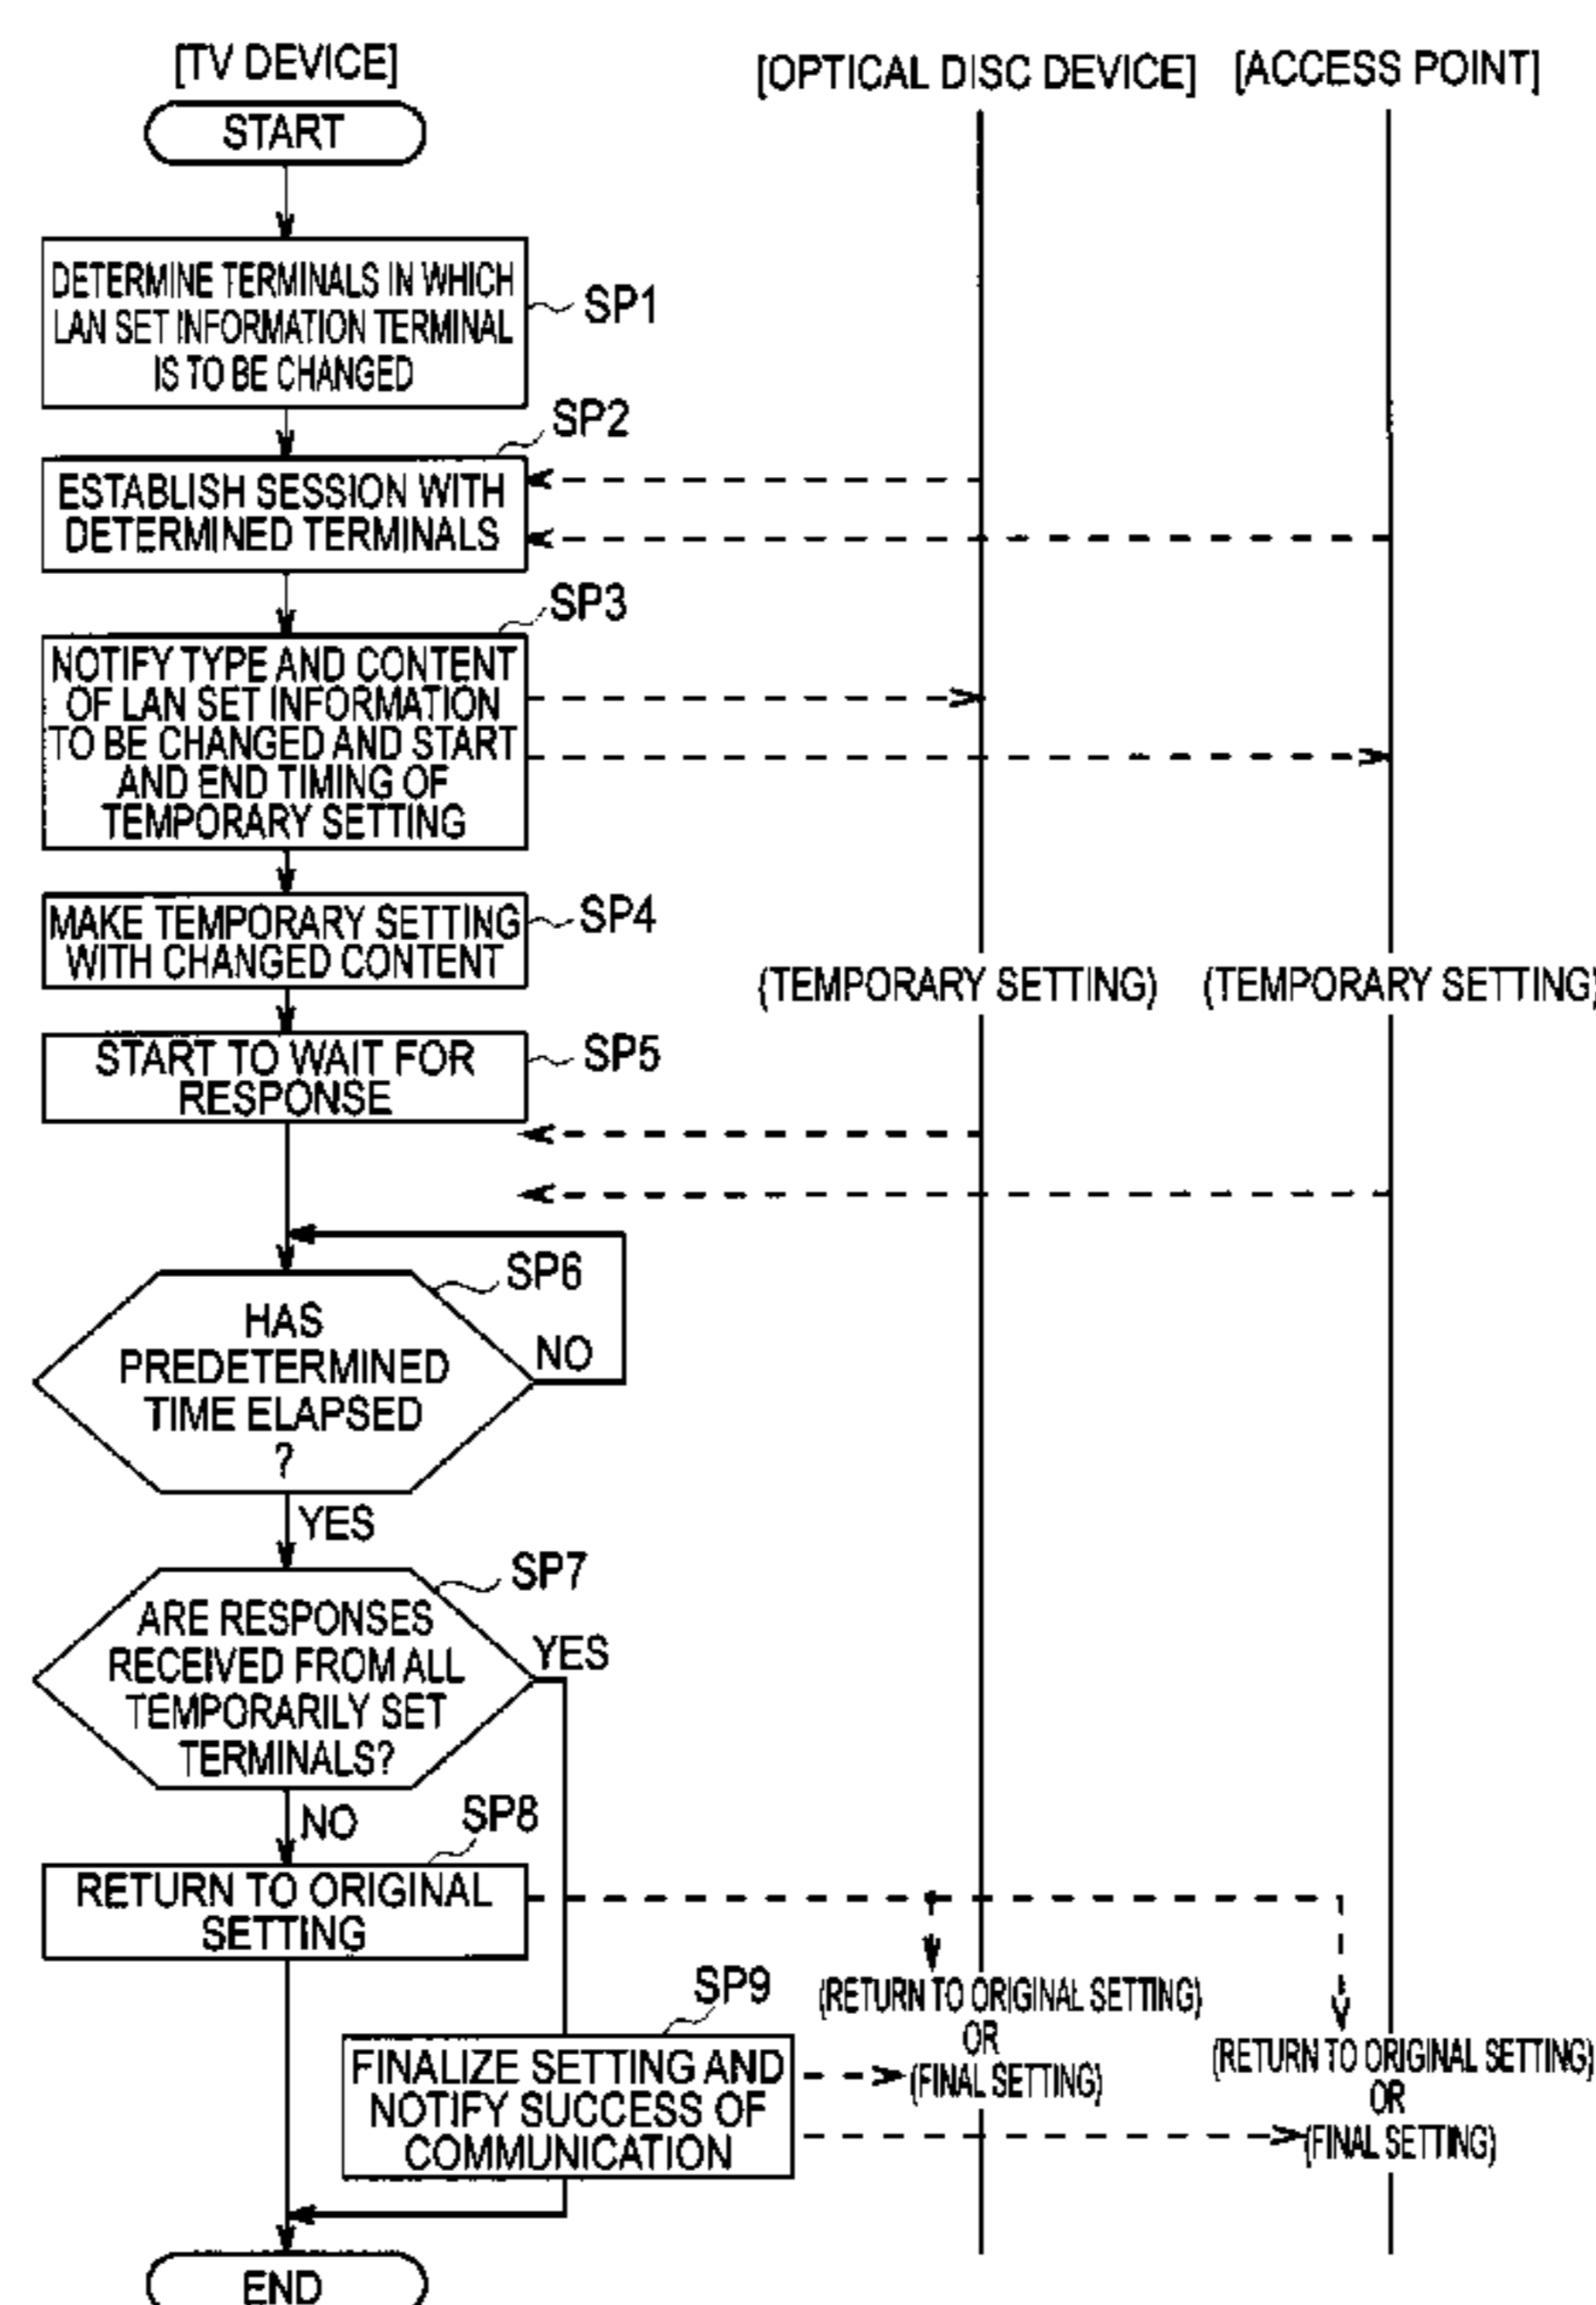 [TV DEVICE]
[OPTICAL DISC DEVICE]
[ACCESS POINT]
START
DETERMINE TERMINALS IN WHICH
LAN SET INFORMATION TERMINAL
IS TO BE CHANGED
SP1
SP2
ESTABLISH SESSION WITH
DETERMINED TERMINALS
SP3
NOTIFY TYPE AND CONTENT
OF LAN SET INFORMATION
TO BE CHANGED AND START
AND END TIMING OF
TEMPORARY SETTING
MAKE TEMPORARY SETTING
WITH CHANGED CONTENT
SP4
(TEMPORARY SETTING)
(TEMPORARY SETTING)
START TO WAIT FOR
RESPONSE
SP5
SP6
HAS
PREDETERMINED
TIME ELAPSED
?
NO
YES
SP7
ARE RESPONSES
RECEIVED FROM ALL
TEMPORARILY SET
TERMINALS?
YES
NO
SP8
RETURN TO ORIGINAL
SETTING
SP9
FINALIZE SETTING AND
NOTIFY SUCCESS OF
COMMUNICATION
(RETURN TO ORIGINAL SETTING)
OR
(FINAL SETTING)
(RETURN TO ORIGINAL SETTING)
OR
(FINAL SETTING)
END